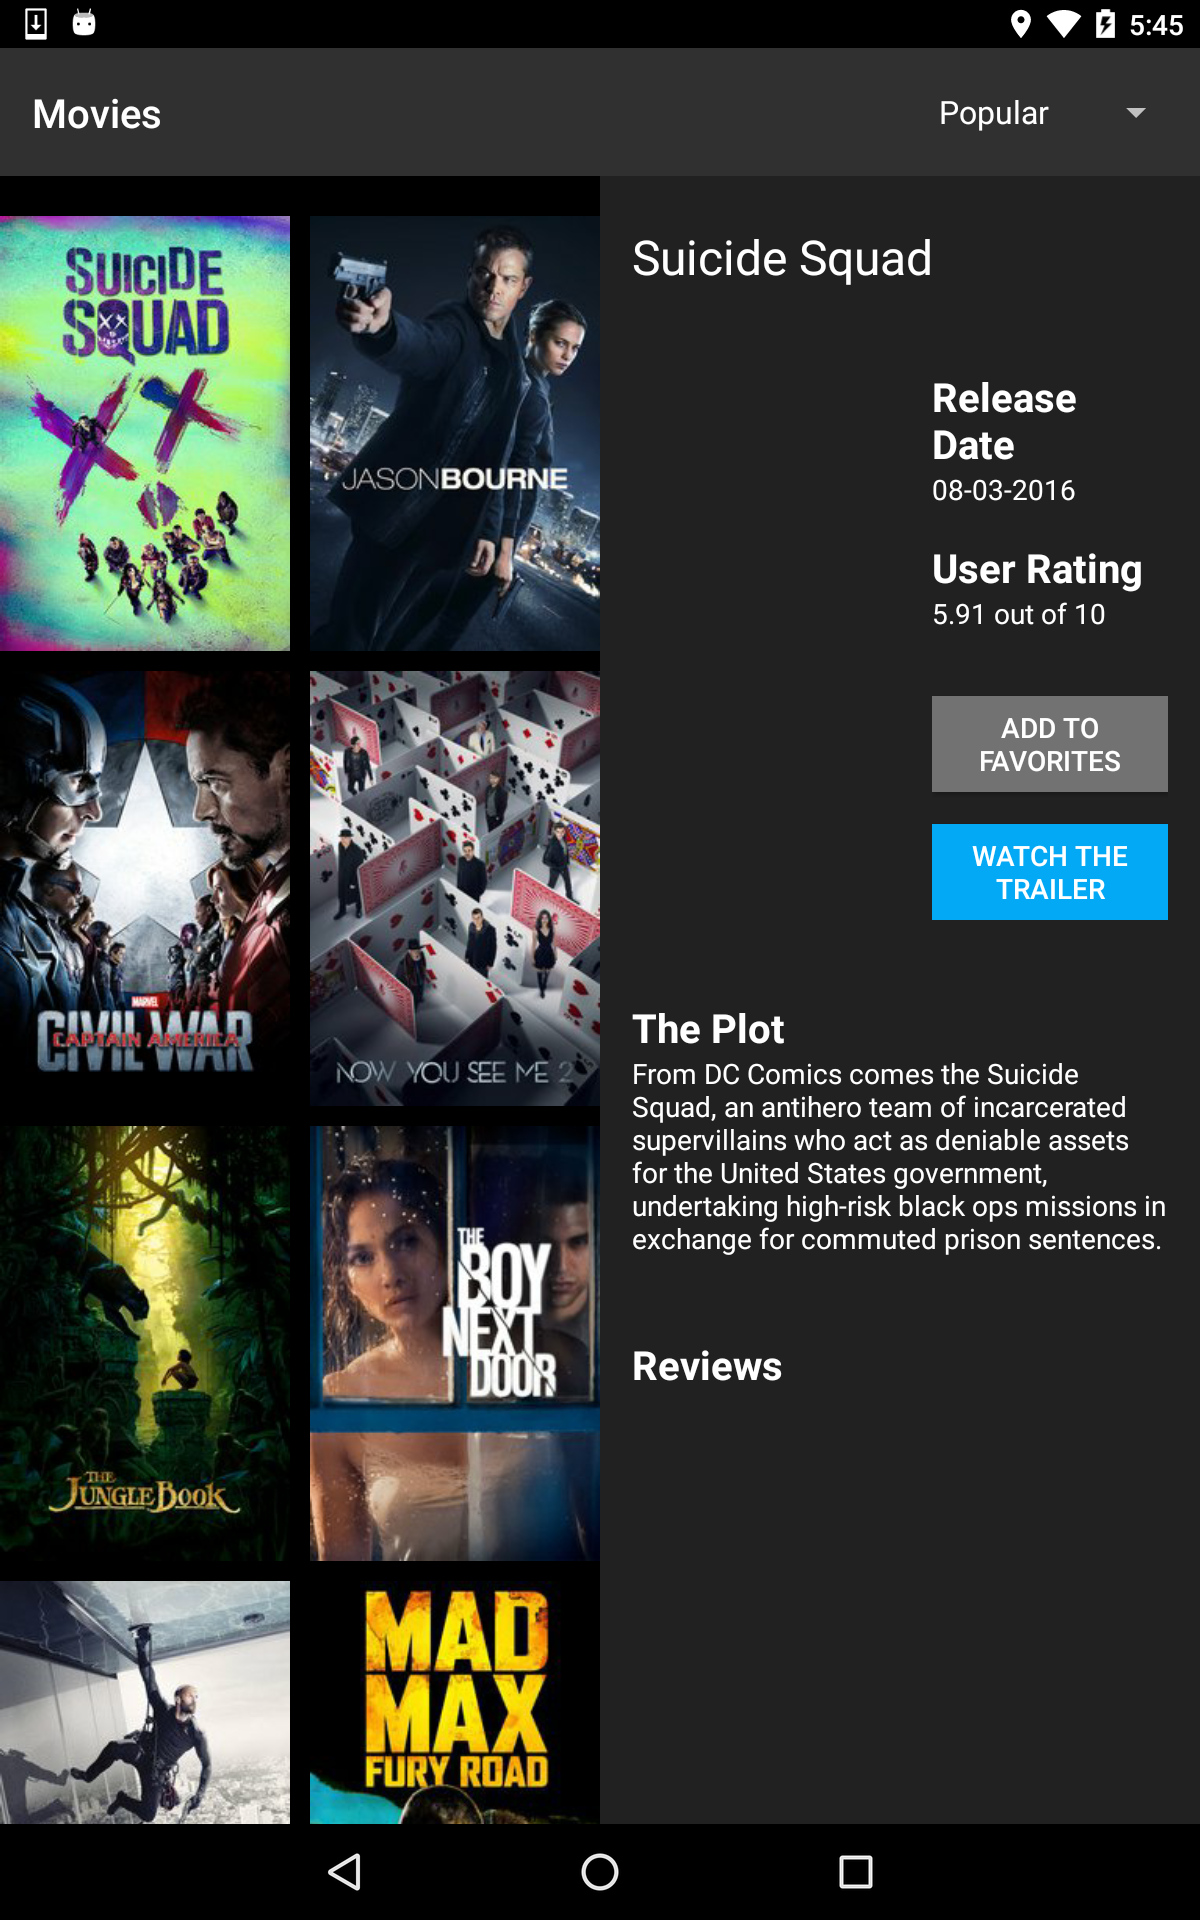 5:45
Movies
Popular
SUICIDE
SQUAD
JASON BOURNE
MARVEL
CAPTAIN AMERICA
CIVIL WAR
NOW YOU SEE ME 2
THE
JUNGLE BOOK
THE
BOY
NEXT
DOOR
MAD
MAX
FURY ROAD
Suicide Squad
Release
Date
08-03-2016
User Rating
5.91 out of 10
ADD TO
FAVORITES
WATCH THE
TRAILER
The Plot
From DC Comics comes the Suicide
Squad, an antihero team of incarcerated
supervillains who act as deniable assets
for the United States government,
undertaking high-risk black ops missions in
exchange for commuted prison sentences.
Reviews